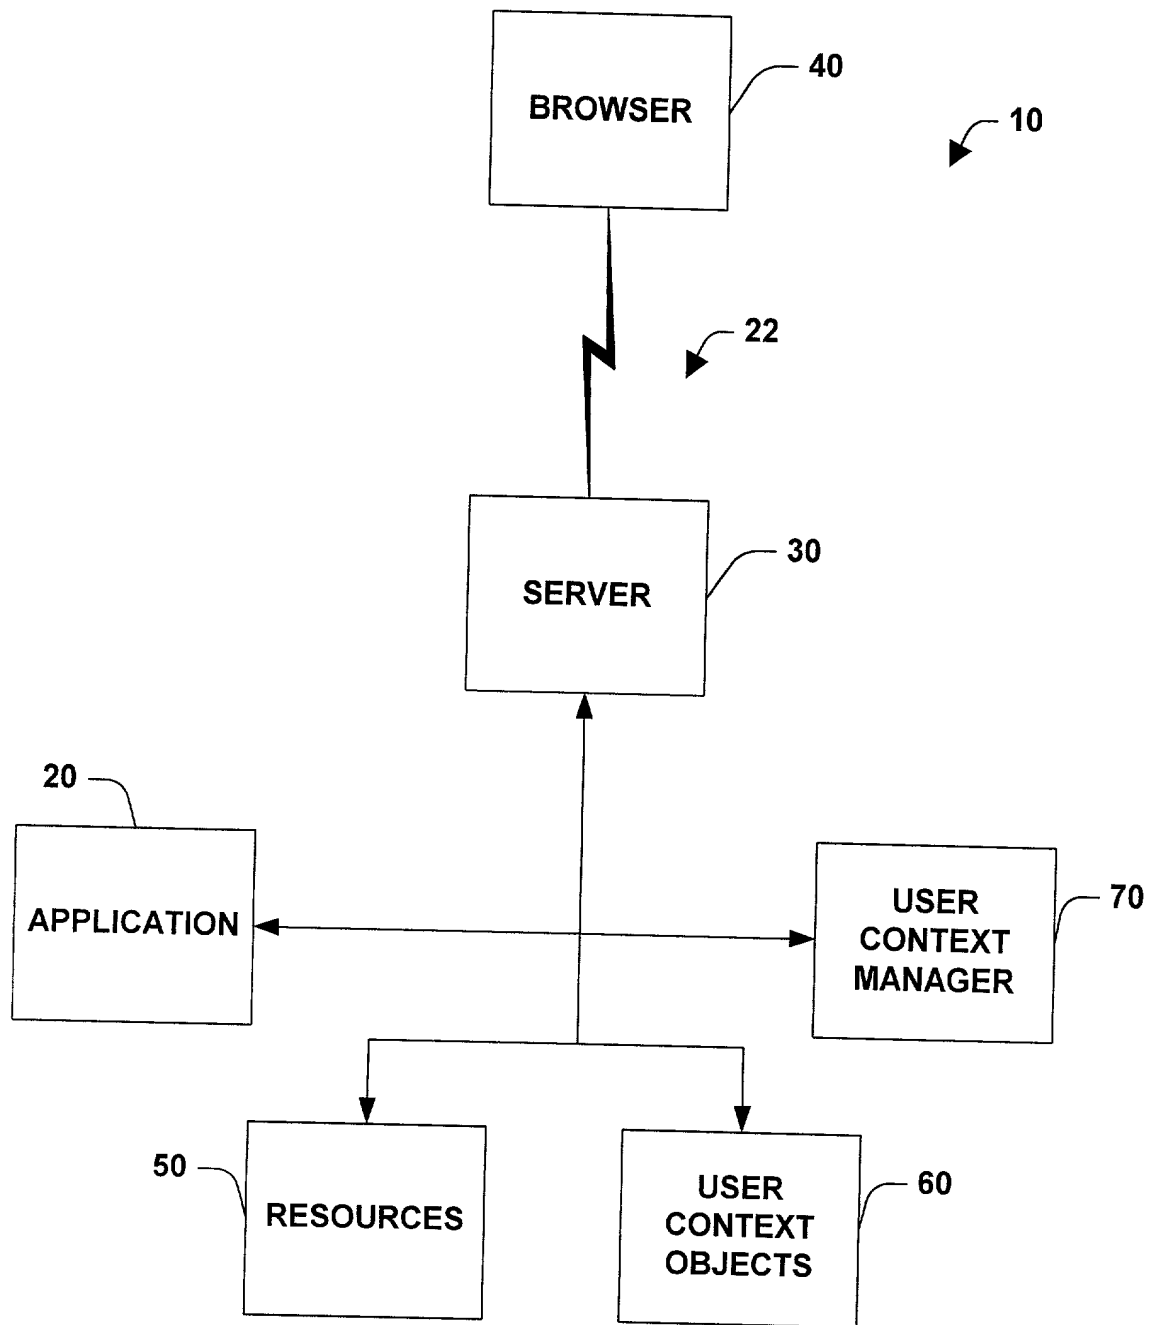 40
BROWSER
10
22
30
SERVER
20
APPLICATION
USER
CONTEXT
MANAGER
70
50
RESOURCES
USER
CONTEXT
OBJECTS
60